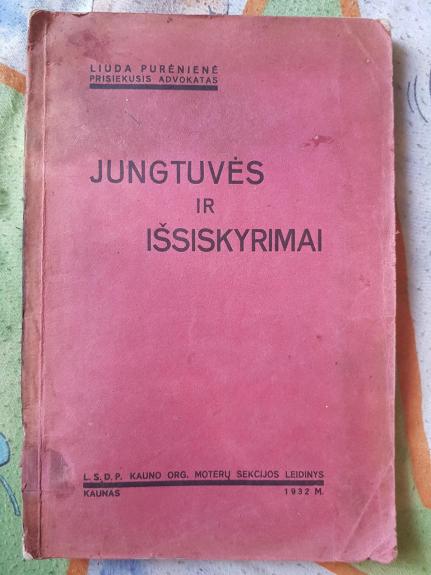 LIUDA PURĖNIENĖ
PRISIEKUSIS ADVOKATAS
JUNGTUVĖS
IR
IŠSISKYRIMAI
L.S.D.P. KAUNO ORG. MOTERŲ SEKCIJOS LEIDINYS
KAUNAS 1932 M.